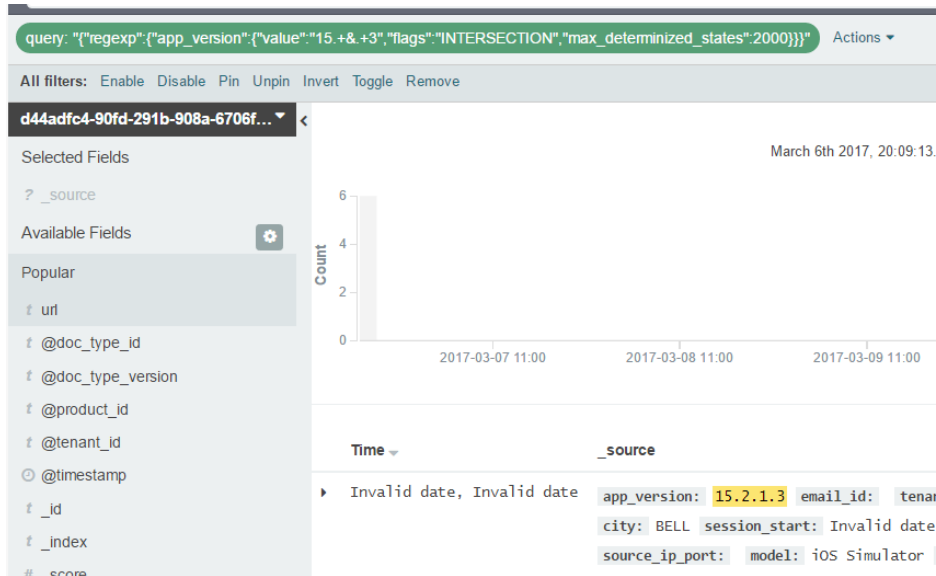 query: "{"regexp":{"app_version":{"value":"15.+&.+3","flags":"INTERSECTION","max_determinized_states":2000}}}" Actions
All filters: Enable Disable Pin Unpin Invert Toggle Remove
d44adfc4-90fd-291b-908a-6706f...
Selected Fields
March 6th 2017, 20:09:13.
? _source
6
Available Fields
4
Count
Popular
2
t url
0
t @doc_type_id
2017-03-07 11:00 2017-03-08 11:00 2017-03-09 11:00
t @doc_type_version
t @product_id
t @tenant_id
Time _source
@timestamp
Invalid date, Invalid date app_version: 15.2.1.3 email_id: tenan
t _id
city: BELL session_start: Invalid date
t _index
source_ip_port: model: iOS Simulator
# _score